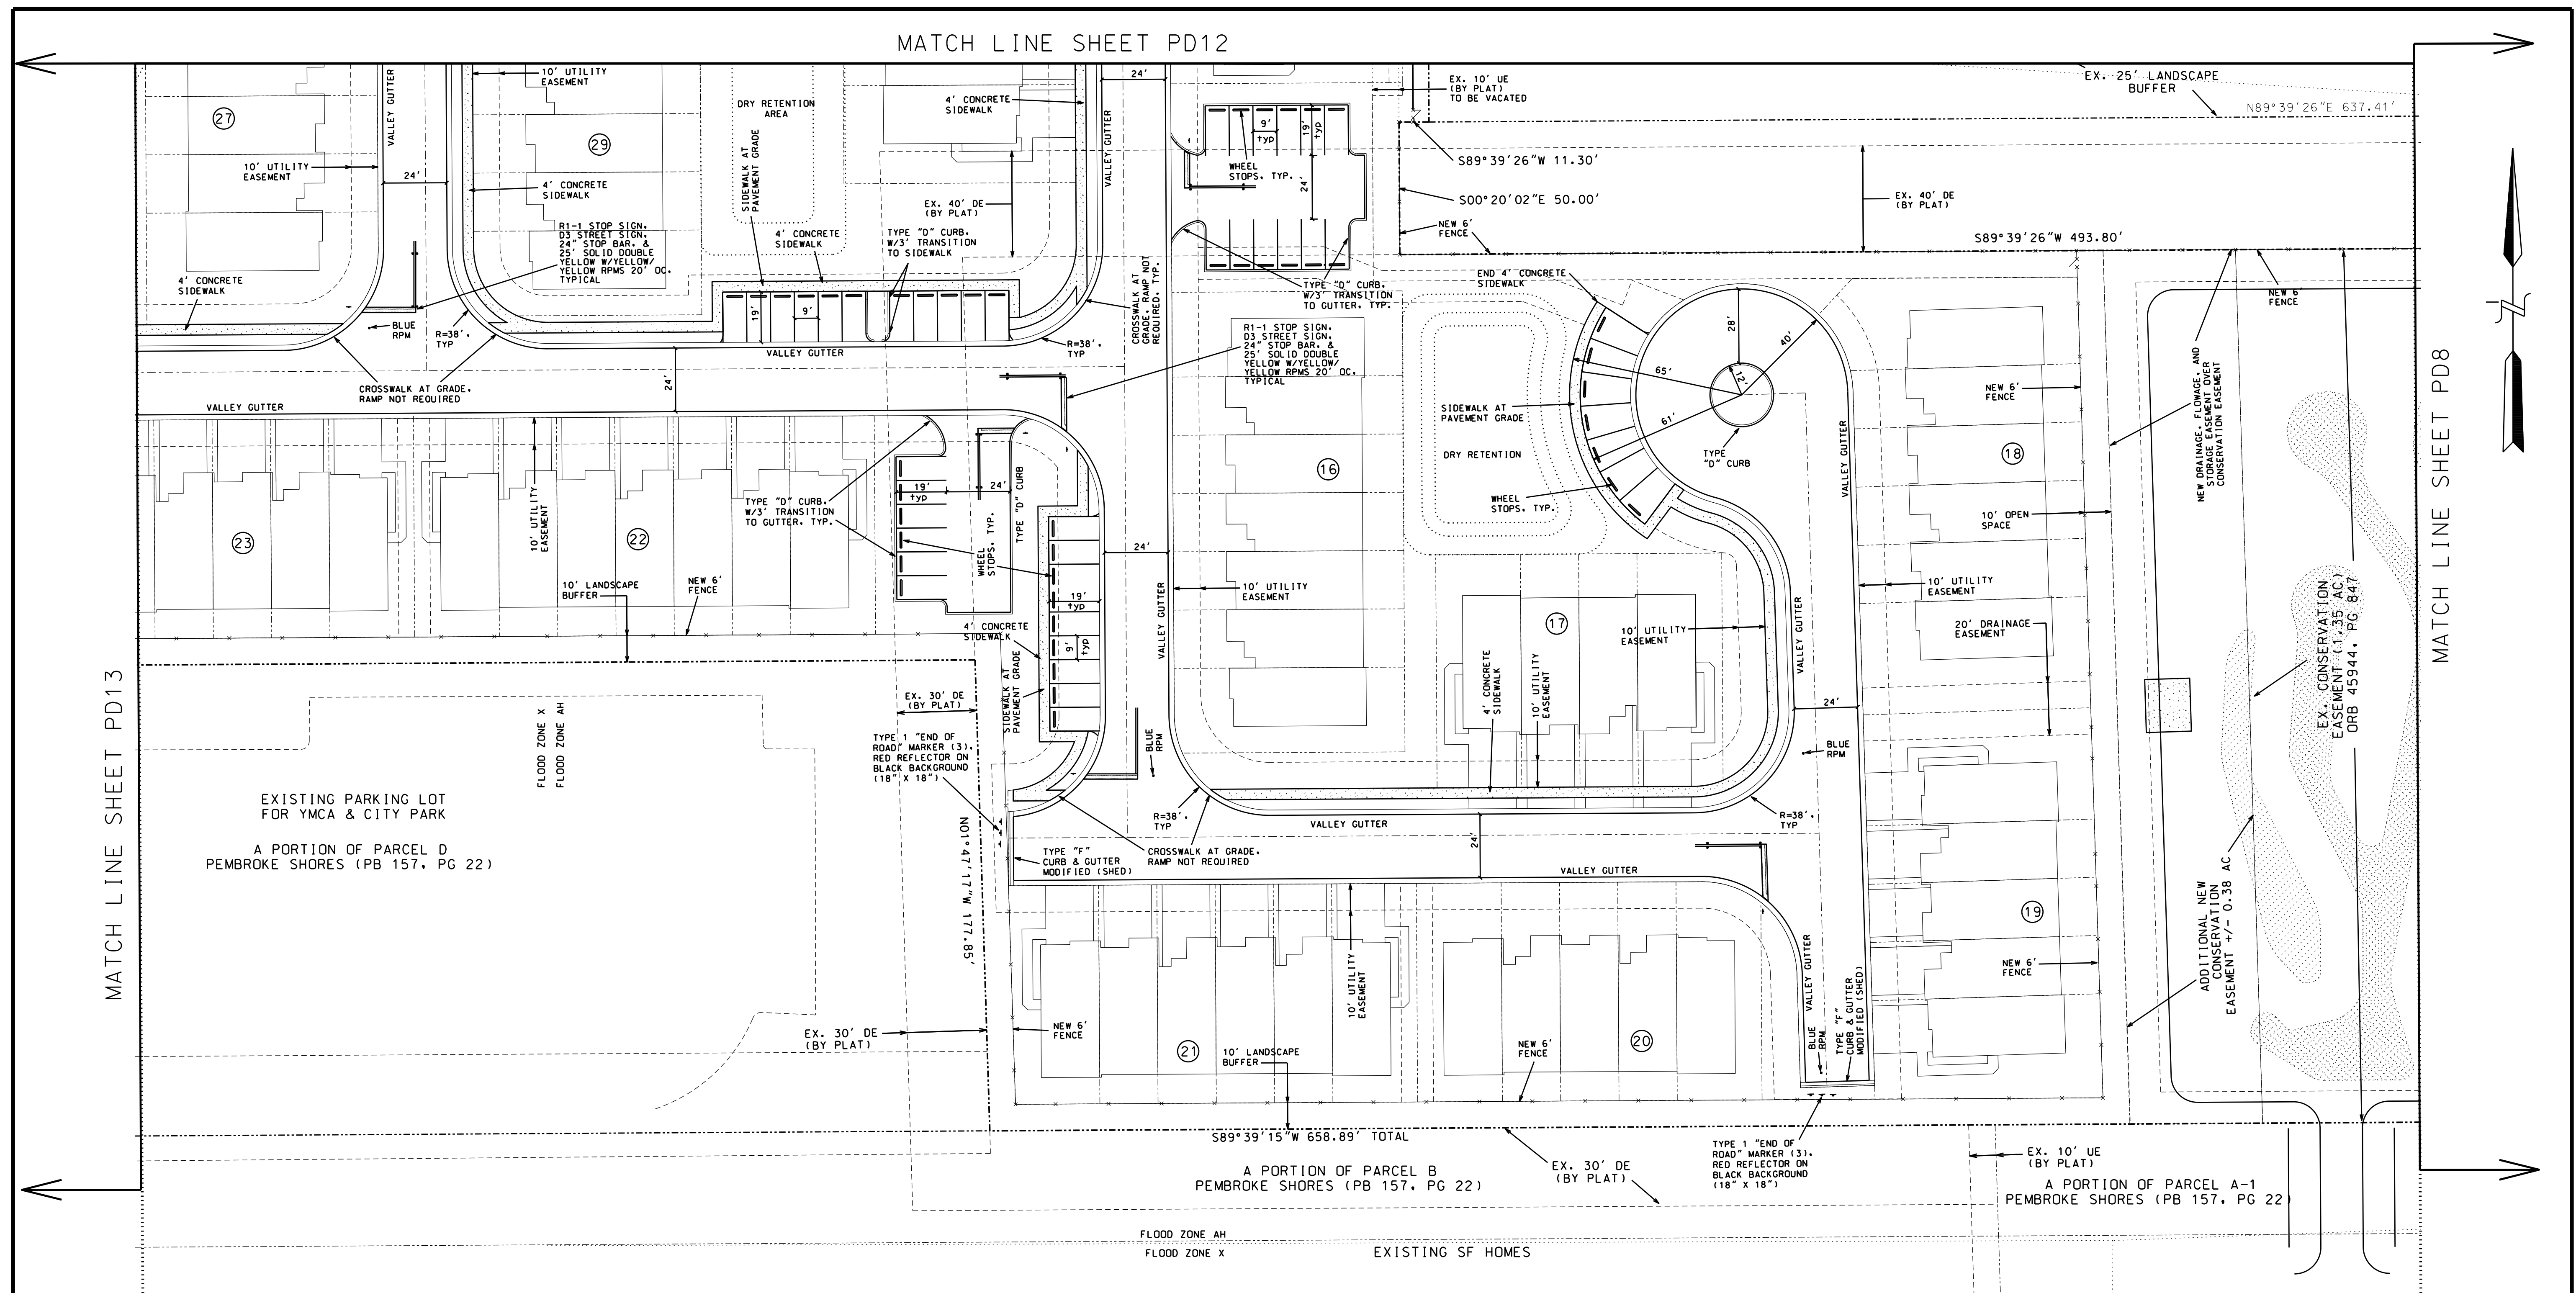 MATCH LINE SHEET PD12
MATCH LINE SHEET PD13
MATCH LINE SHEET PD8
27
10' UTILITY
EASEMENT
24'
VALLEY GUTTER
10' UTILITY
EASEMENT
29
4' CONCRETE
SIDEWALK
R1-1 STOP SIGN,
D3 STREET SIGN,
24" STOP BAR, &
25' SOLID DOUBLE
YELLOW W/YELLOW/
YELLOW RPMS 20' OC.
TYPICAL
4' CONCRETE
SIDEWALK
BLUE
RPM
R=38',
TYP
CROSSWALK AT GRADE.
RAMP NOT REQUIRED
DRY RETENTION
AREA
SIDEWALK AT
PAVEMENT GRADE
4' CONCRETE
SIDEWALK
4' CONCRETE
SIDEWALK
EX. 40' DE
(BY PLAT)
TYPE "D" CURB.
W/3' TRANSITION
TO SIDEWALK
19'
9'
VALLEY GUTTER
24'
R=38',
TYP
24'
VALLEY GUTTER
CROSSWALK AT
GRADE. RAMP NOT
REQUIRED. TYP.
EX. 10' UE
(BY PLAT)
TO BE VACATED
9'
typ
19'
typ
WHEEL
STOPS. TYP.
24'
TYPE "D" CURB.
W/3' TRANSITION
TO GUTTER. TYP.
R1-1 STOP SIGN,
D3 STREET SIGN,
24" STOP BAR, &
25' SOLID DOUBLE
YELLOW W/YELLOW/
YELLOW RPMS 20' OC.
TYPICAL
S89°39'26"W 11.30'
S00°20'02"E 50.00'
NEW 6'
FENCE
EX. 25' LANDSCAPE
BUFFER
N89°39'26"E 637.41'
EX. 40' DE
(BY PLAT)
S89°39'26"W 493.80'
NEW 6'
FENCE
END 4' CONCRETE
SIDEWALK
28'
40'
12'
65'
61'
TYPE
"D" CURB
SIDEWALK AT
PAVEMENT GRADE
DRY RETENTION
WHEEL
STOPS. TYP.
16
VALLEY GUTTER
NEW 6'
FENCE
18
10' OPEN
SPACE
NEW DRAINAGE, FLOWAGE, AND
STORAGE EASEMENT OVER
CONSERVATION EASEMENT
10' UTILITY
EASEMENT
20' DRAINAGE
EASEMENT
EX. CONSERVATION
EASEMENT (1.35 AC)
ORB 45944, PG 847
VALLEY GUTTER
23
10' UTILITY
EASEMENT
22
10' LANDSCAPE
BUFFER
NEW 6'
FENCE
TYPE "D" CURB.
W/3' TRANSITION
TO GUTTER. TYP.
19'
typ
24'
TYPE "D" CURB
WHEEL
STOPS. TYP.
19'
typ
9'
typ
4' CONCRETE
SIDEWALK
SIDEWALK AT
PAVEMENT GRADE
24'
VALLEY GUTTER
10' UTILITY
EASEMENT
17
10' UTILITY
EASEMENT
4' CONCRETE
SIDEWALK
10' UTILITY
EASEMENT
VALLEY GUTTER
24'
BLUE
RPM
R=38',
TYP
EX. 30' DE
(BY PLAT)
TYPE 1 "END OF
ROAD" MARKER (3),
RED REFLECTOR ON
BLACK BACKGROUND
(18" X 18")
BLUE
RPM
R=38',
TYP
VALLEY GUTTER
24'
FLOOD ZONE X
FLOOD ZONE AH
EXISTING PARKING LOT
FOR YMCA & CITY PARK
A PORTION OF PARCEL D
PEMBROKE SHORES (PB 157, PG 22)
N01°47'17"W 177.85'
TYPE "F"
CURB & GUTTER
MODIFIED (SHED)
CROSSWALK AT GRADE.
RAMP NOT REQUIRED
VALLEY GUTTER
19
NEW 6'
FENCE
ADDITIONAL NEW
CONSERVATION
EASEMENT +/- 0.38 AC
EX. 30' DE
(BY PLAT)
NEW 6'
FENCE
21
10' LANDSCAPE
BUFFER
10' UTILITY
EASEMENT
NEW 6'
FENCE
20
VALLEY GUTTER
BLUE
RPM
TYPE "F"
CURB & GUTTER
MODIFIED (SHED)
S89°39'15"W 658.89' TOTAL
A PORTION OF PARCEL B
PEMBROKE SHORES (PB 157, PG 22)
EX. 30' DE
(BY PLAT)
TYPE 1 "END OF
ROAD" MARKER (3),
RED REFLECTOR ON
BLACK BACKGROUND
(18" X 18")
EX. 10' UE
(BY PLAT)
A PORTION OF PARCEL A-1
PEMBROKE SHORES (PB 157, PG 22)
FLOOD ZONE AH
FLOOD ZONE X
EXISTING SF HOMES